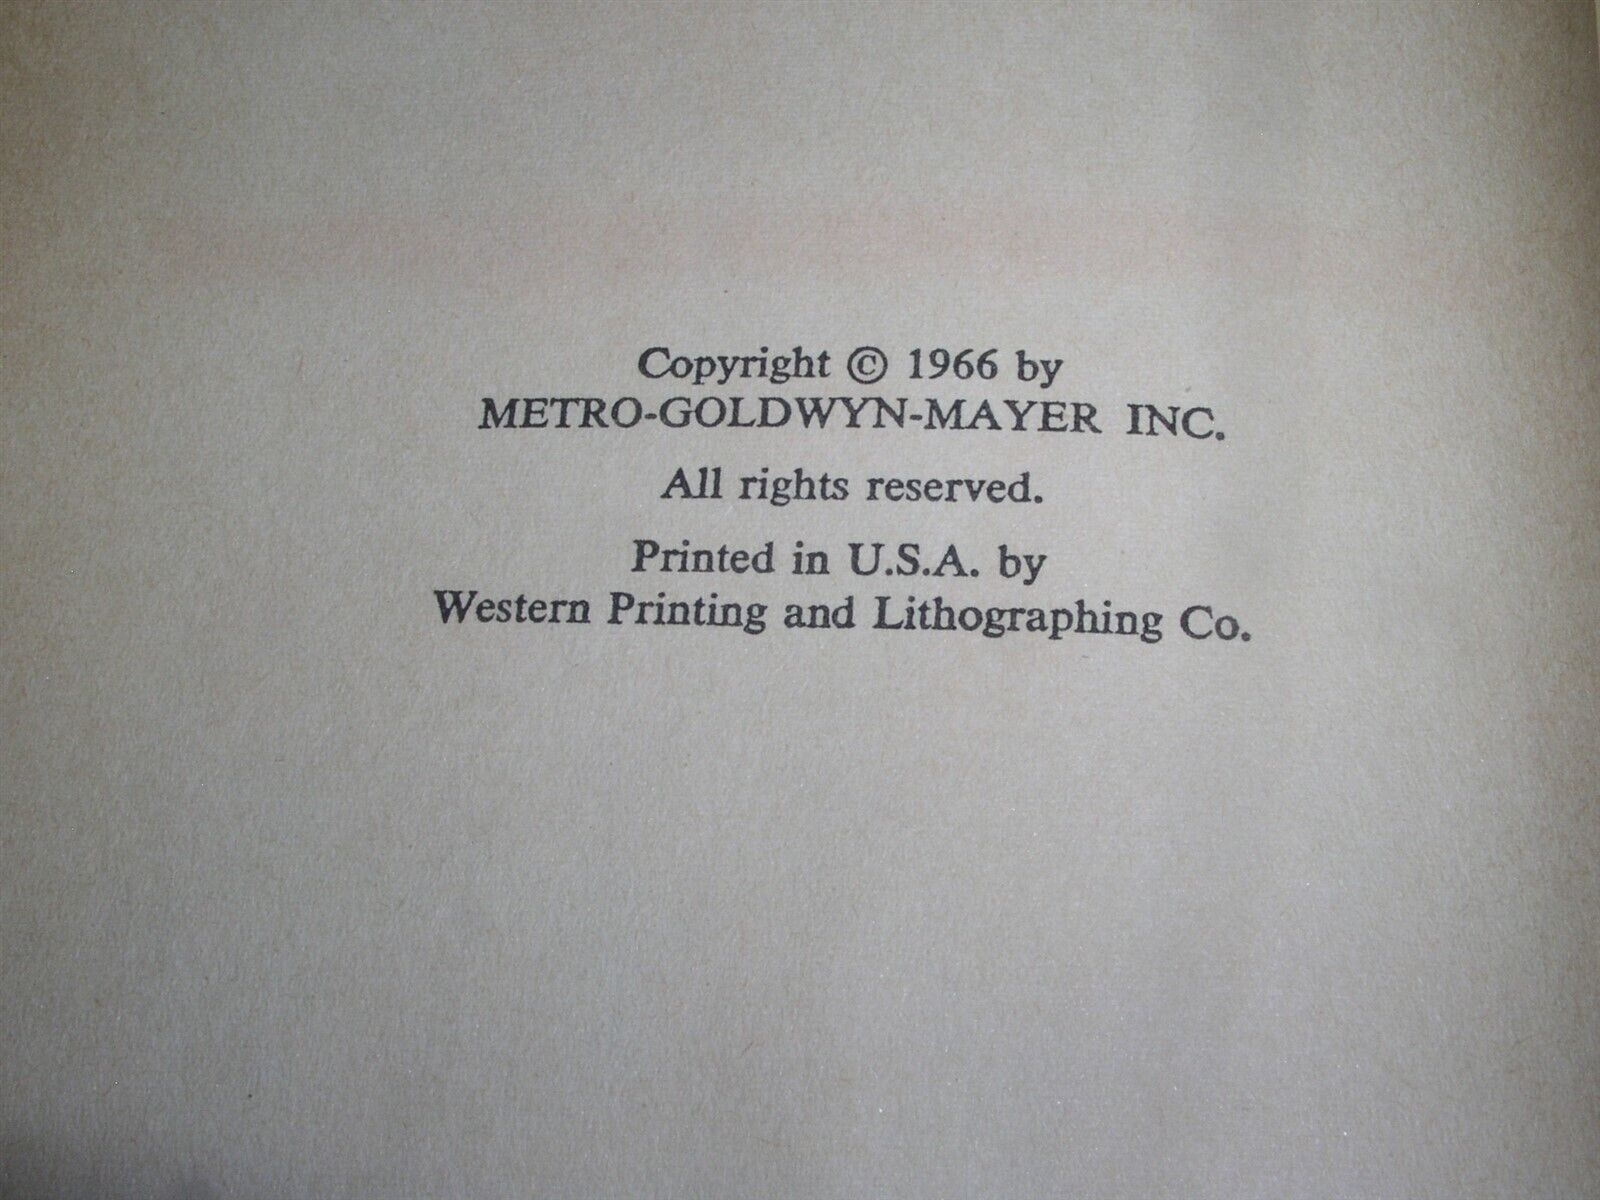 Copyright © 1966 by
METRO-GOLDWYN-MAYER INC.
All rights reserved.
Printed in U.S.A. by
Western Printing and Lithographing Co.